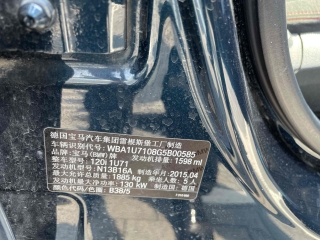 德国宝马汽车集团雷根斯堡工厂制造
车辆识别代号: WBA1U7108G5B00585
品牌: 宝马(BMW)牌 发动机排量: 1598 ml
整车型号: 120i 1U71
发动机型号: N13B16A 制造年月: 2015.04
最大允许总质量: 1885 kg 乘坐人数: 5人
发动机最大净功率: 130 kW 制造国: 德国
颜色代码/色号: B38/5